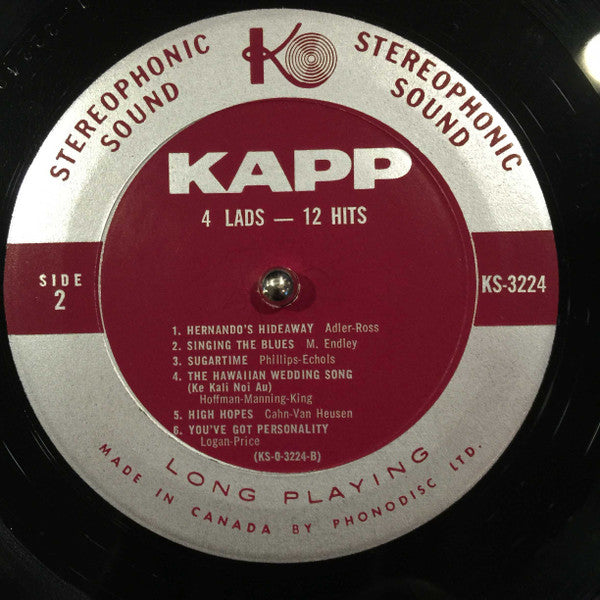 STEREOPHONIC
SOUND
K
STEREOPHONIC
SOUND
KAPP
4 LADS — 12 HITS
SIDE
2
KS-3224
1. HERNANDO'S HIDEAWAY Adler-Ross
2. SINGING THE BLUES M. Endley
3. SUGARTIME Phillips-Echols
4. THE HAWAIIAN WEDDING SONG
(Ke Kali Noi Au)
Hoffman-Manning-King
5. HIGH HOPES Cahn-Van Heusen
6. YOU'VE GOT PERSONALITY
Logan-Price
(KS-O-3224-B)
LONG PLAYING
MADE IN CANADA BY PHONODISC LTD.